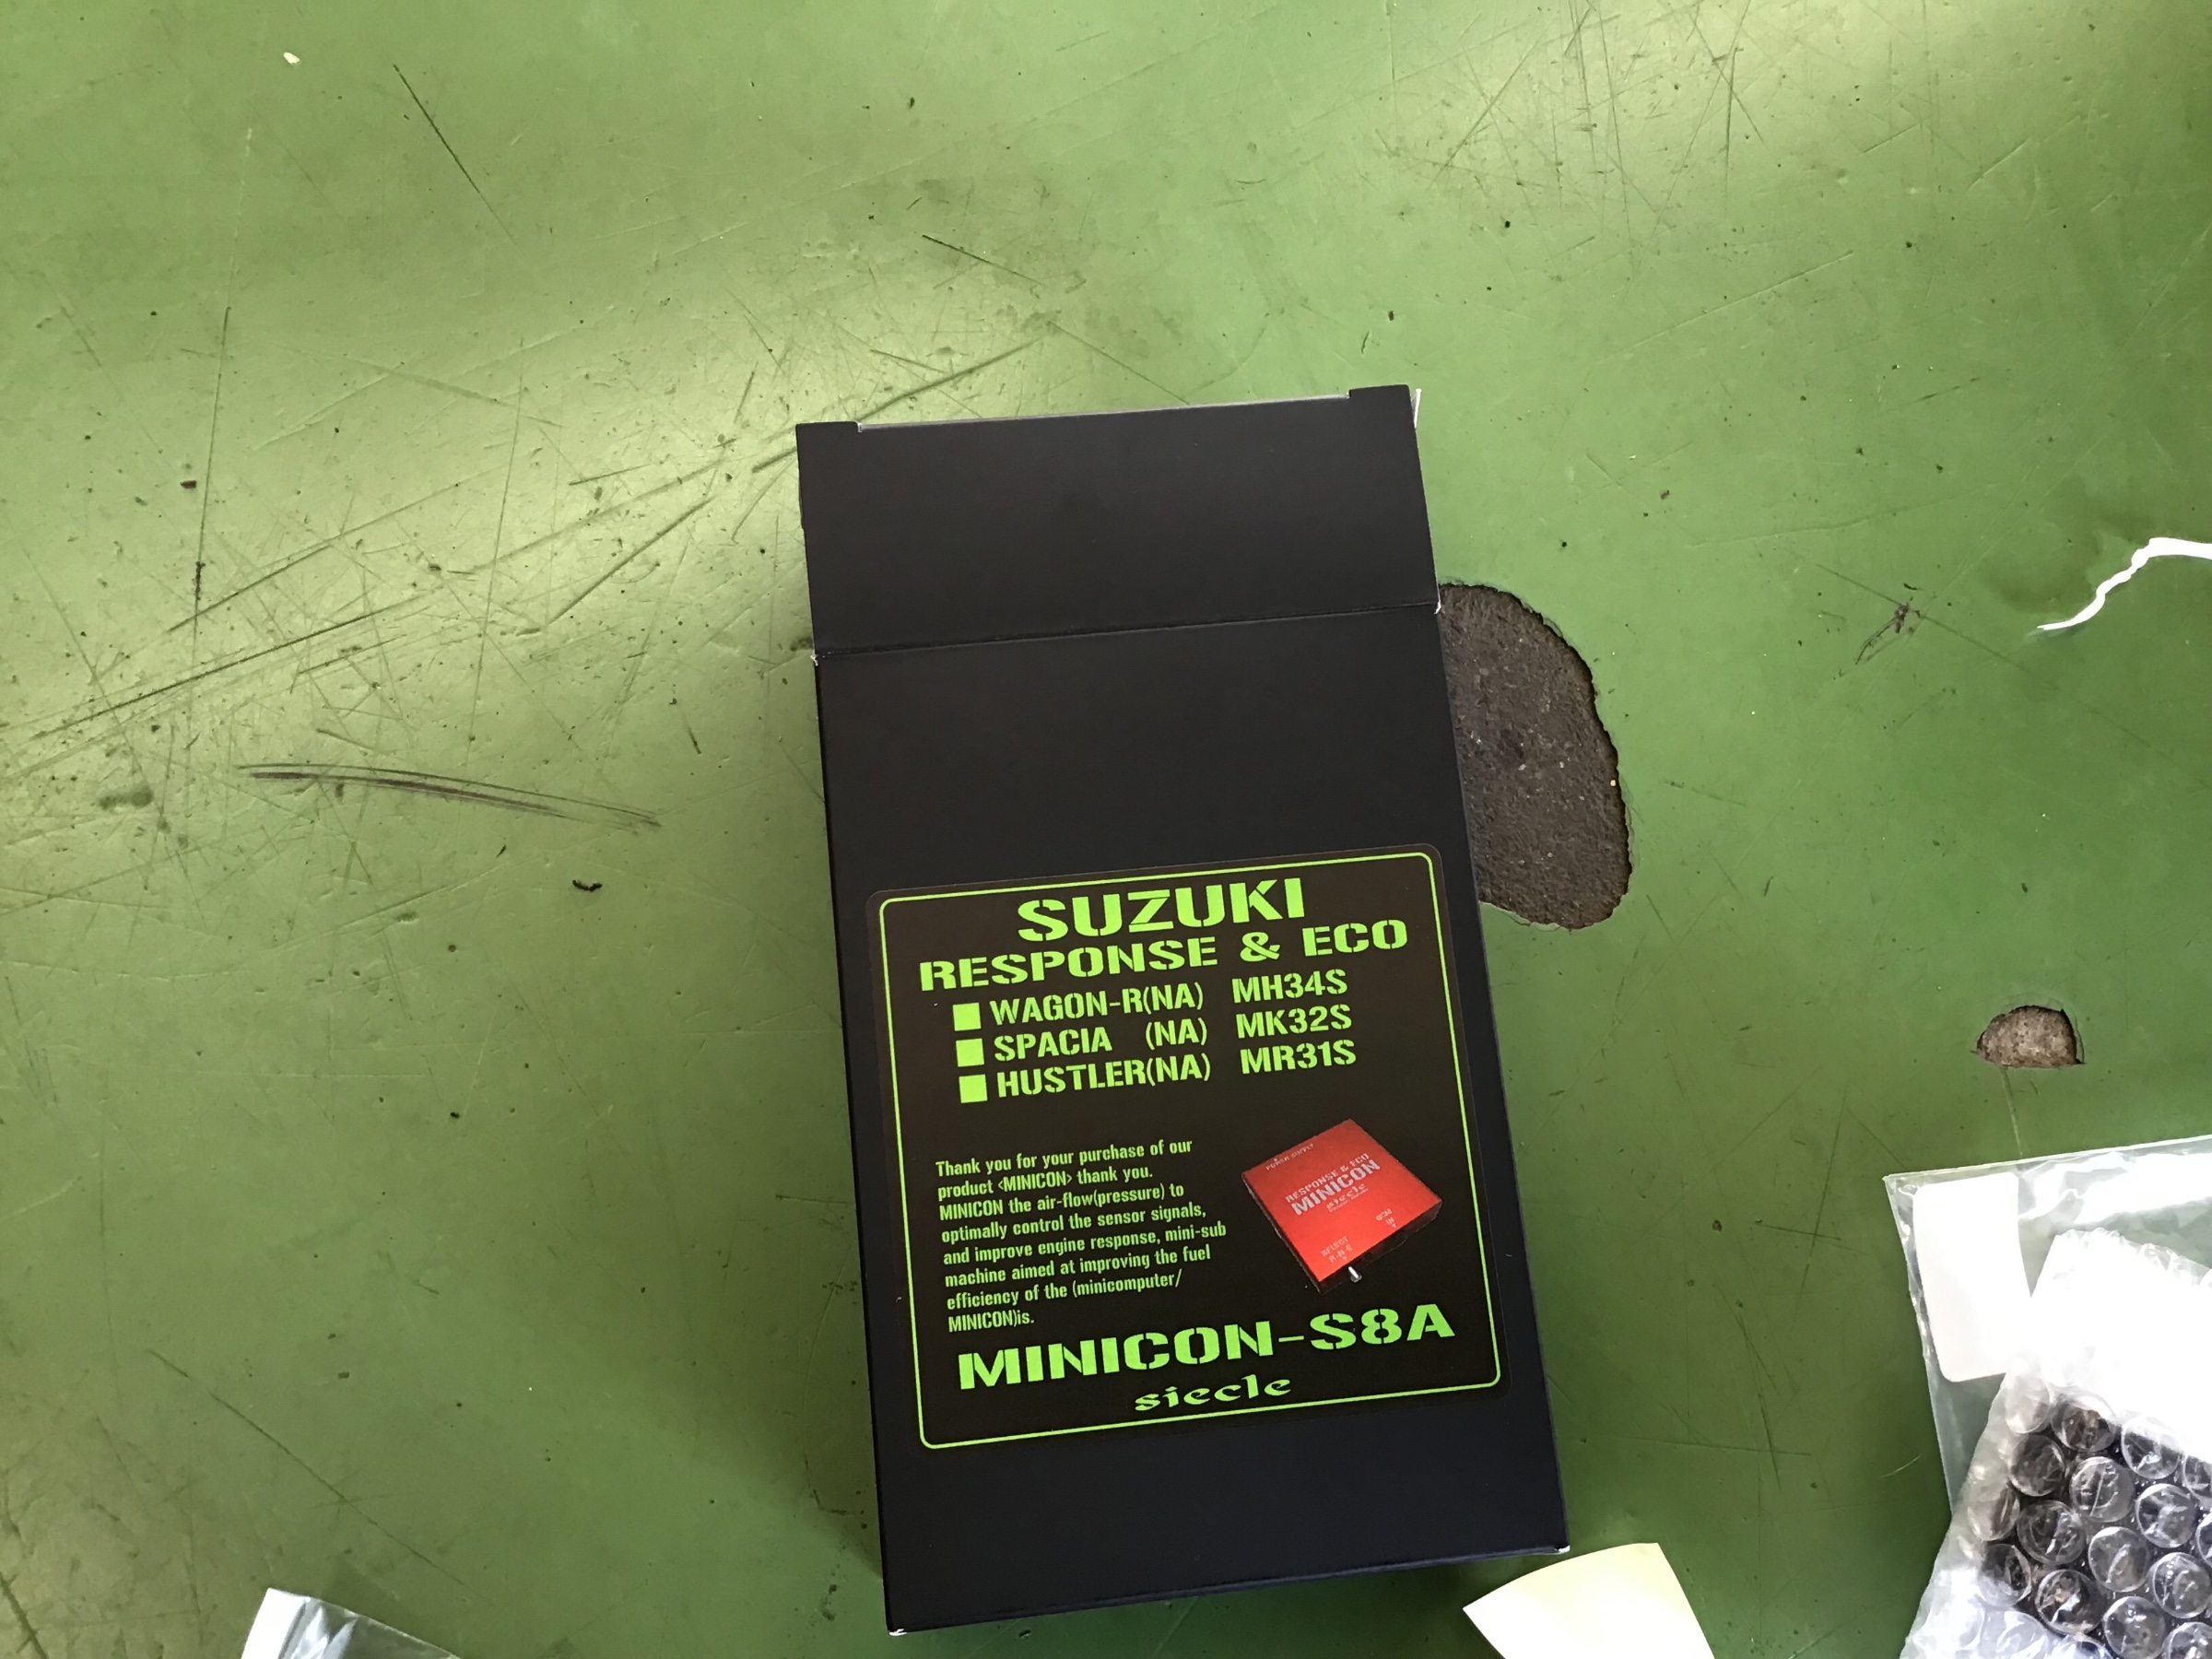 SUZUKI
RESPONSE & ECO
WAGON-R(NA) MH34S
SPACIA (NA) MK32S
HUSTLER(NA) MR31S
Thank you for your purchase of our
product <MINICON> thank you.
MINICON the air-flow(pressure) to
optimally control the sensor signals,
and improve engine response, mini-sub
machine aimed at improving the fuel
efficiency of the (minicomputer/
MINICON)is.
POWER SUPPLY
RESPONSE & ECO
MINICON
siecle
SELECT
MINICON-S8A
siecle